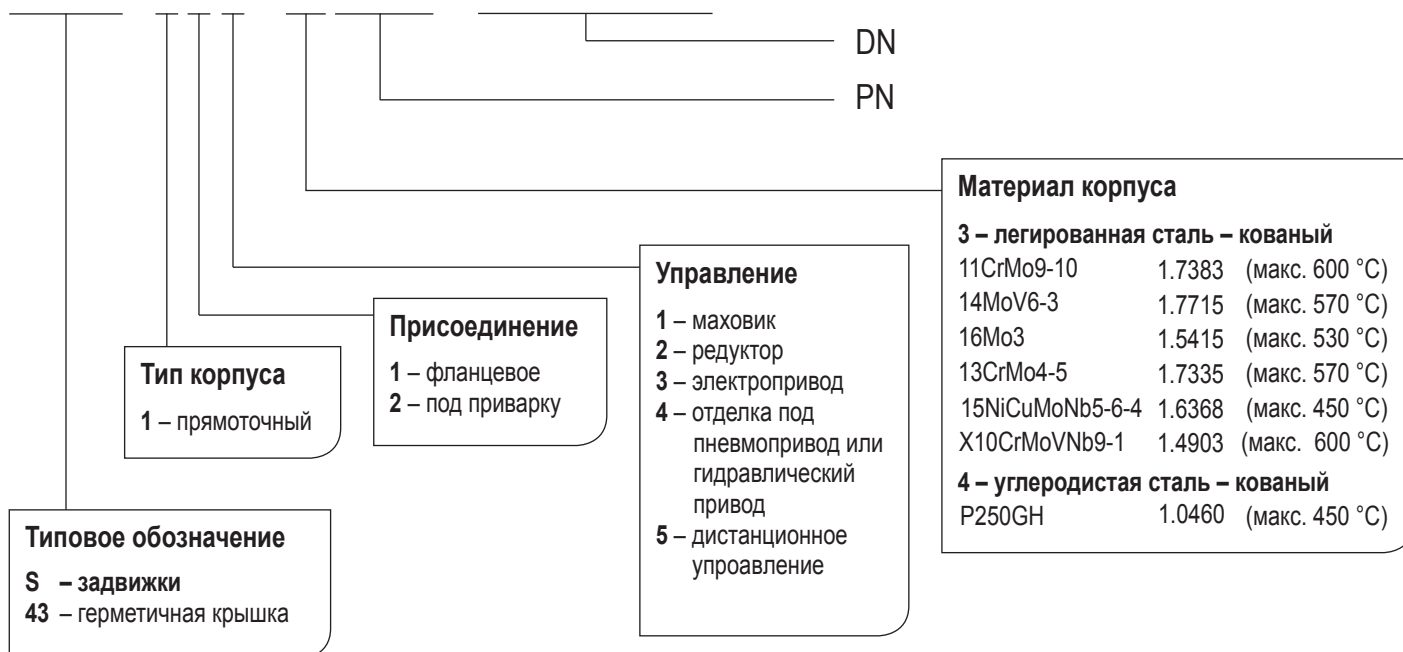 DN
PN
Материал корпуса
3 – легированная сталь – кованый
11CrMo9-10 1.7383 (макс. 600 °C)
14MoV6-3 1.7715 (макс. 570 °C)
16Mo3 1.5415 (макс. 530 °C)
13CrMo4-5 1.7335 (макс. 570 °C)
15NiCuMoNb5-6-4 1.6368 (макс. 450 °C)
X10CrMoVNb9-1 1.4903 (макс. 600 °C)
4 – углеродистая сталь – кованый
P250GH 1.0460 (макс. 450 °C)
Управление
1 – маховик
2 – редуктор
3 – электропривод
4 – отделка под
пневмопривод или
гидравлический
привод
5 – дистанционное
упроавление
Присоединение
1 – фланцевое
2 – под приварку
Тип корпуса
1 – прямоточный
Типовое обозначение
S – задвижки
43 – герметичная крышка